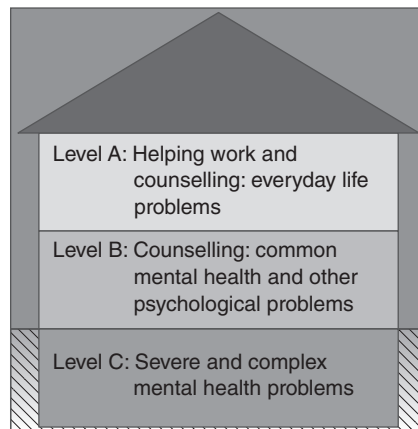 Level A: Helping work and
counselling: everyday life
problems
Level B: Counselling: common
mental health and other
psychological problems
Level C: Severe and complex
mental health problems